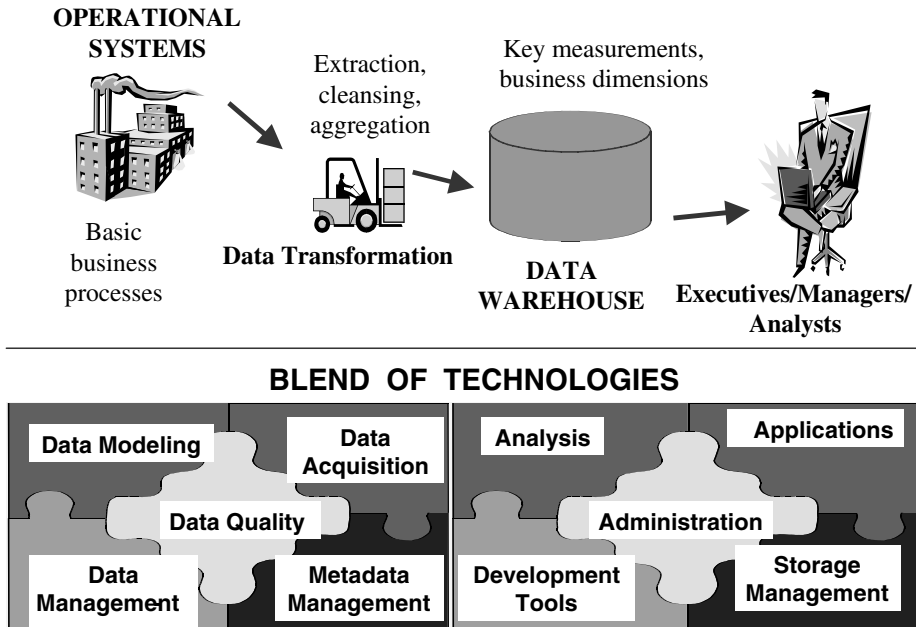 OPERATIONAL
SYSTEMS
Basic
business
processes
Extraction,
cleansing,
aggregation
Data Transformation
Key measurements,
business dimensions
DATA
WAREHOUSE
Executives/Managers/
Analysts
BLEND OF TECHNOLOGIES
Data Modeling
Data
Acquisition
Data Quality
Data
Management
Metadata
Management
Analysis
Applications
Administration
Development
Tools
Storage
Management